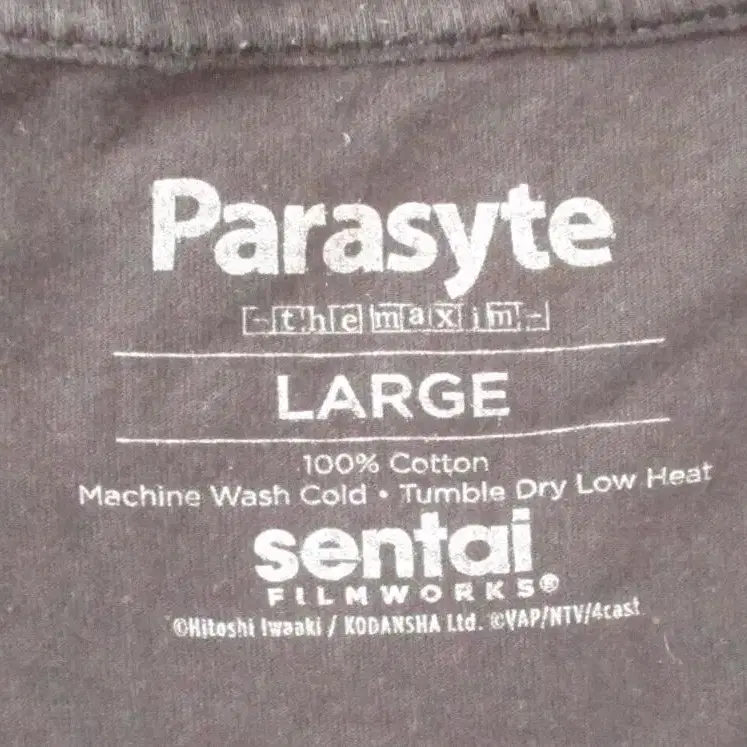 Parasyte
-the maxim-
LARGE
100% Cotton
Machine Wash Cold • Tumble Dry Low Heat
sentai
FILMWORKS®
©Hitoshi Iwaaki / KODANSHA Ltd. ©VAP/NTV/4cast